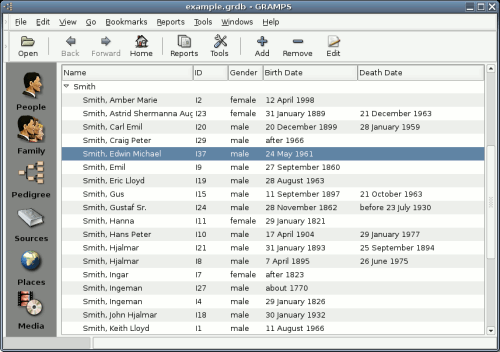 example.grdb - GRAMPS
File Edit View Go Bookmarks Reports Tools Windows Help
Open Back Forward Home Reports Tools Add Remove Edit
People
Family
Pedigree
Sources
Places
Media
Name ID Gender Birth Date Death Date
Smith
Smith, Amber Marie I2 female 12 April 1998
Smith, Astrid Shermanna Aug I23 female 31 January 1889 21 December 1963
Smith, Carl Emil I20 male 20 December 1899 28 January 1959
Smith, Craig Peter I29 male after 1966
Smith, Edwin Michael I37 male 24 May 1961
Smith, Emil I9 male 27 September 1860
Smith, Eric Lloyd I19 male 28 August 1963
Smith, Gus I15 male 11 September 1897 21 October 1963
Smith, Gustaf Sr. I24 male 28 November 1862 before 23 July 1930
Smith, Hanna I11 female 29 January 1821
Smith, Hans Peter I10 male 17 April 1904 29 January 1977
Smith, Hjalmar I21 male 31 January 1893 25 September 1894
Smith, Hjalmar I8 male 7 April 1895 26 June 1975
Smith, Ingar I7 female after 1823
Smith, Ingeman I27 male about 1770
Smith, Ingeman I4 male 29 January 1826
Smith, John Hjalmar I18 male 30 January 1932
Smith, Keith Lloyd I1 male 11 August 1966